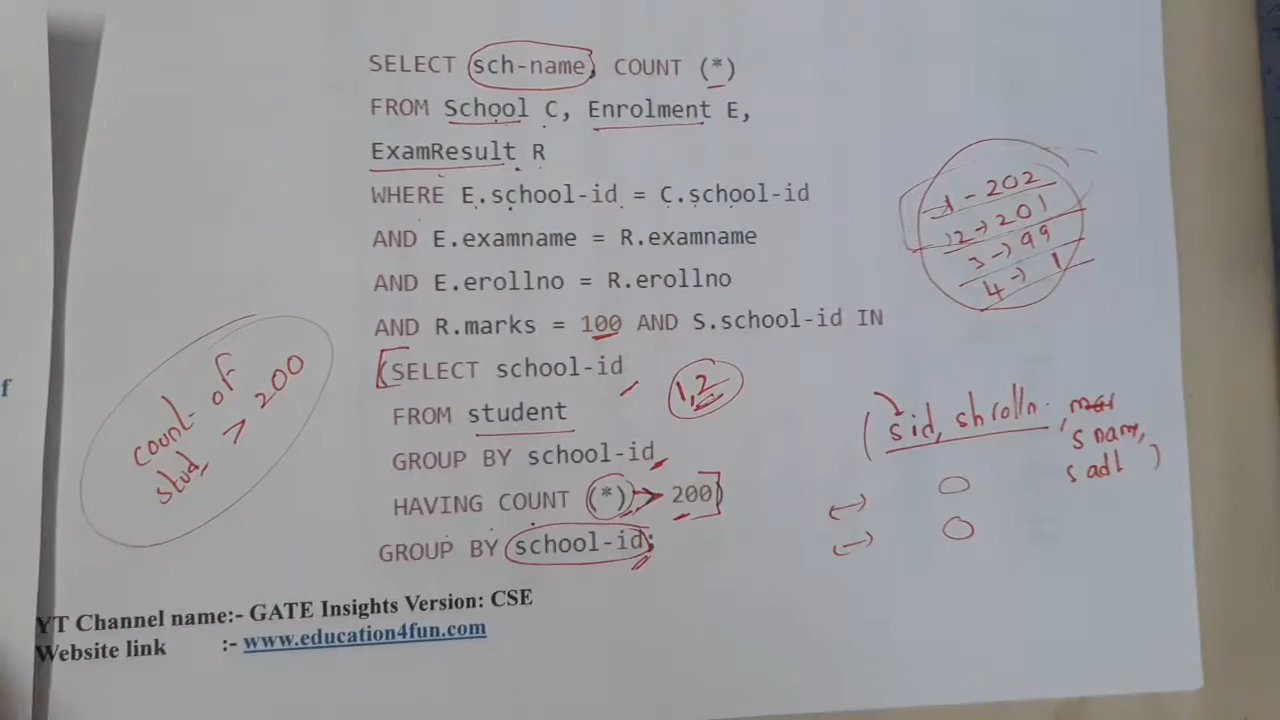 SELECT sch-name, COUNT (*)
FROM School C, Enrolment E,
ExamResult R
WHERE E.school-id = C.school-id
AND E.examname = R.examname
AND E.erollno = R.erollno
AND R.marks = 100 AND S.school-id IN
(SELECT school-id
FROM student
GROUP BY school-id
HAVING COUNT (*) > 200)
GROUP BY school-id;
YT Channel name:- GATE Insights Version: CSE
Website link :- www.education4fun.com
f
count of
stud > 200
1,2
1 - 202
2 → 201
3 → 99
4 → 1
(sid, shrolln.,
sname,
sadd)